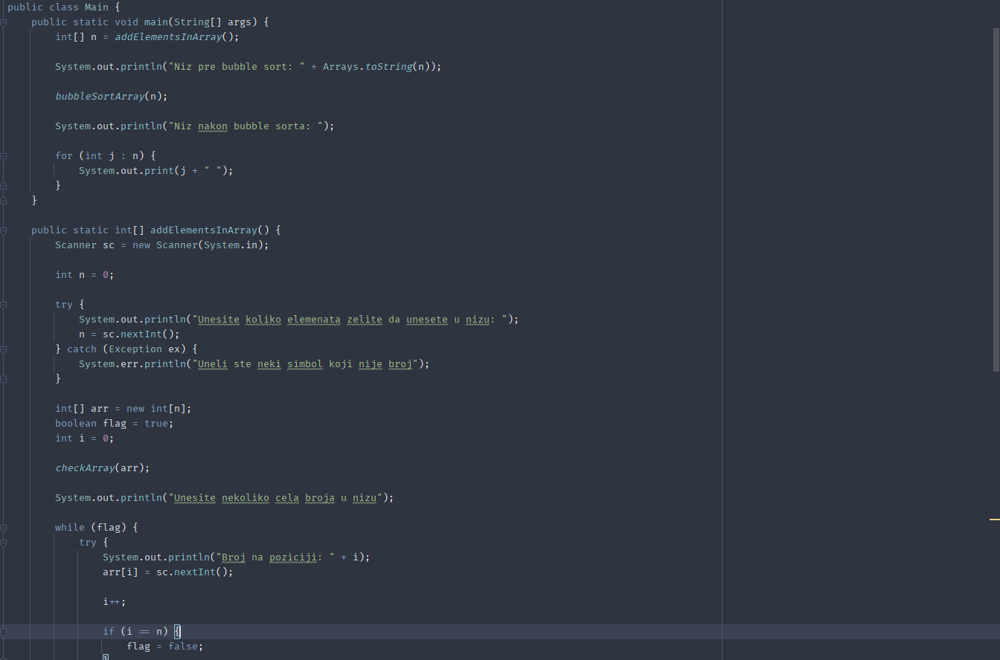 public class Main {
public static void main(String[] args) {
int[] n = addElementsInArray();
System.out.println("Niz pre bubble sort: " + Arrays.toString(n));
bubbleSortArray(n);
System.out.println("Niz nakon bubble sorta: ");
for (int j : n) {
System.out.print(j + " ");
}
}
public static int[] addElementsInArray() {
Scanner sc = new Scanner(System.in);
int n = 0;
try {
System.out.println("Unesite koliko elemenata zelite da unesete u nizu: ");
n = sc.nextInt();
} catch (Exception ex) {
System.err.println("Uneli ste neki simbol koji nije broj");
}
int[] arr = new int[n];
boolean flag = true;
int i = 0;
checkArray(arr);
System.out.println("Unesite nekoliko cela broja u nizu");
while (flag) {
try {
System.out.println("Broj na poziciji: " + i);
arr[i] = sc.nextInt();
i++;
if (i == n) {
flag = false;
}